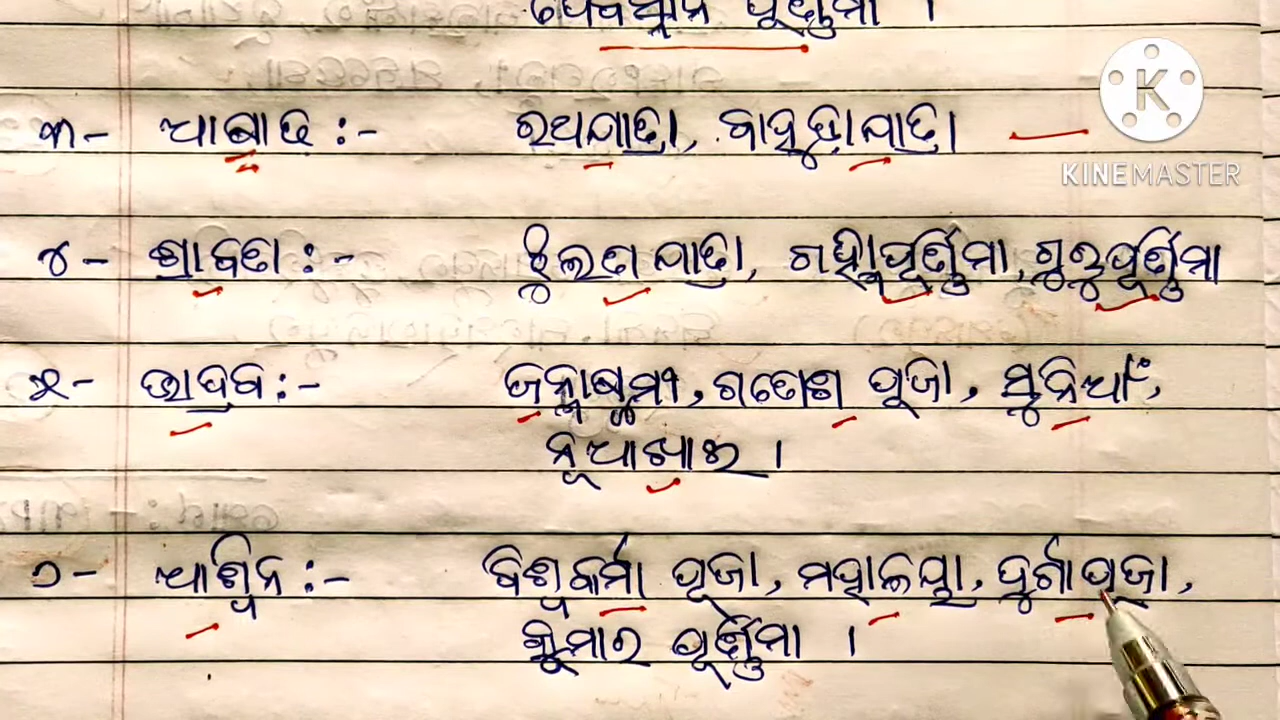 ପୂର୍ଣ୍ଣିମା ।
୩- ଆଷାଢ :- ରଥଯାତ୍ରା, ବାହୁଡ଼ାଯାତ୍ରା
୪- ଶ୍ରାବଣ :- ଝୁଲଣ ଯାତ୍ରା, ଗହ୍ମାପୂର୍ଣ୍ଣିମା, ଗୁରୁପୂର୍ଣ୍ଣିମା
୫- ଭାଦ୍ରବ :- ଜନ୍ମାଷ୍ଟମୀ, ଗଣେଶ ପୂଜା, ସୁନିଆଁ,
ନୂଆଖାଇ ।
୬- ଆଶ୍ୱିନ :- ବିଶ୍ୱକର୍ମା ପୂଜା, ମହାଳୟା, ଦୁର୍ଗାପୂଜା,
କୁମାର ପୂର୍ଣ୍ଣିମା ।
KINEMASTER